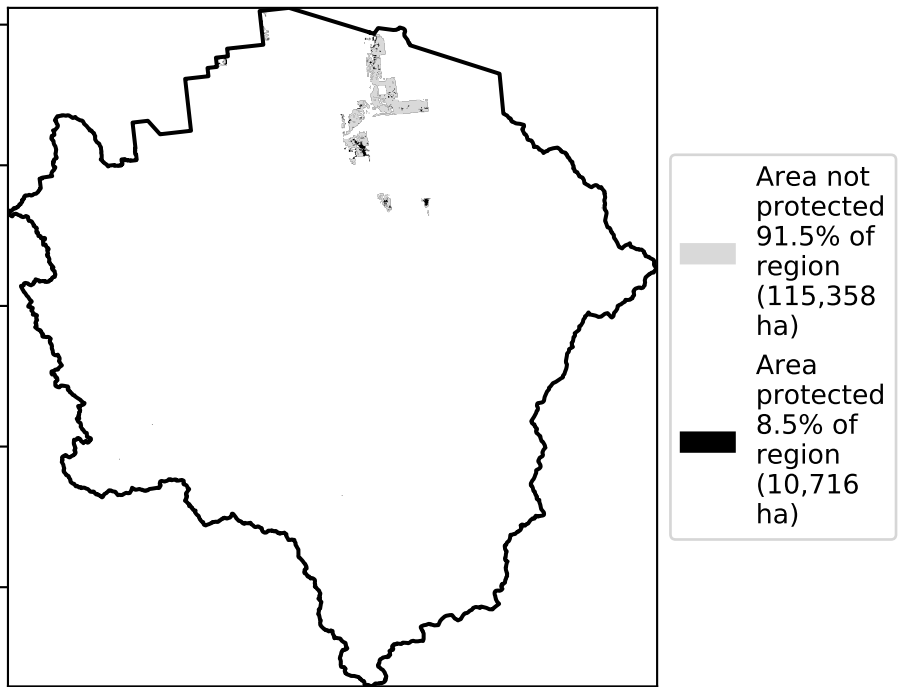 Area not
protected
91.5% of
region
(115,358
ha)
Area
protected
8.5% of
region
(10,716
ha)